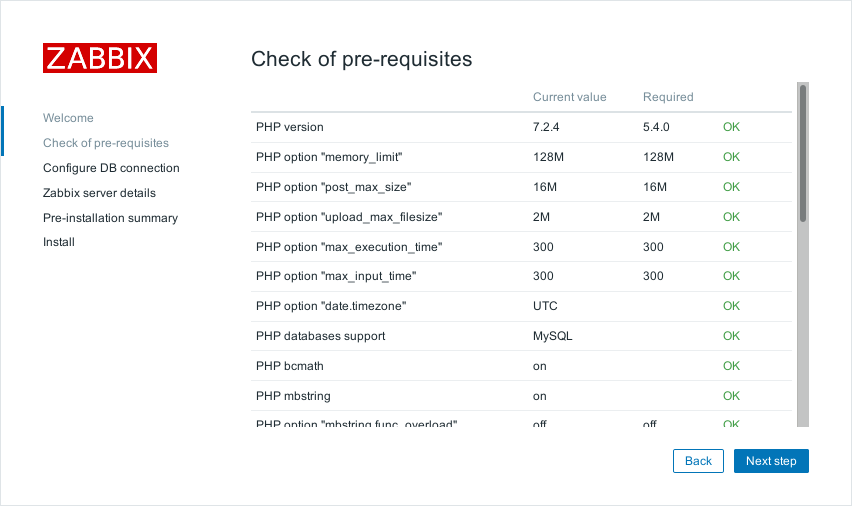 ZABBIX
Welcome
Check of pre-requisites
Configure DB connection
Zabbix server details
Pre-installation summary
Install
Check of pre-requisites
Current value Required
PHP version 7.2.4 5.4.0 OK
PHP option "memory_limit" 128M 128M OK
PHP option "post_max_size" 16M 16M OK
PHP option "upload_max_filesize" 2M 2M OK
PHP option "max_execution_time" 300 300 OK
PHP option "max_input_time" 300 300 OK
PHP option "date.timezone" UTC OK
PHP databases support MySQL OK
PHP bcmath on OK
PHP mbstring on OK
PHP option "mbstring.func_overload" off off OK
Back Next step